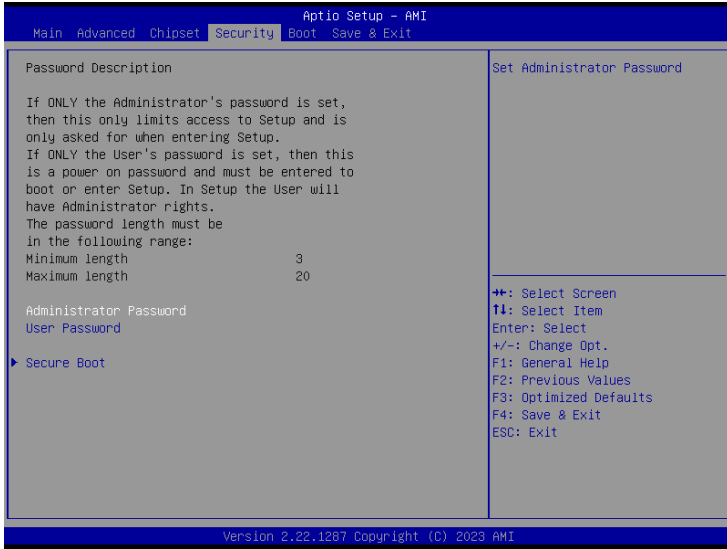 Aptio Setup – AMI
Main Advanced Chipset Security Boot Save & Exit
Password Description
If ONLY the Administrator's password is set,
then this only limits access to Setup and is
only asked for when entering Setup.
If ONLY the User's password is set, then this
is a power on password and must be entered to
boot or enter Setup. In Setup the User will
have Administrator rights.
The password length must be
in the following range:
Minimum length 3
Maximum length 20
Administrator Password
User Password
Secure Boot
Set Administrator Password
→←: Select Screen
↑↓: Select Item
Enter: Select
+/-: Change Opt.
F1: General Help
F2: Previous Values
F3: Optimized Defaults
F4: Save & Exit
ESC: Exit
Version 2.22.1287 Copyright (C) 2023 AMI